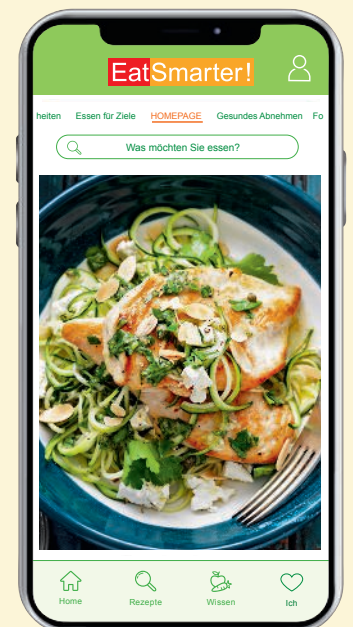 EatSmarter!
heiten Essen für Ziele HOMEPAGE Gesundes Abnehmen Fo
Was möchten Sie essen?
Home Rezepte Wissen Ich